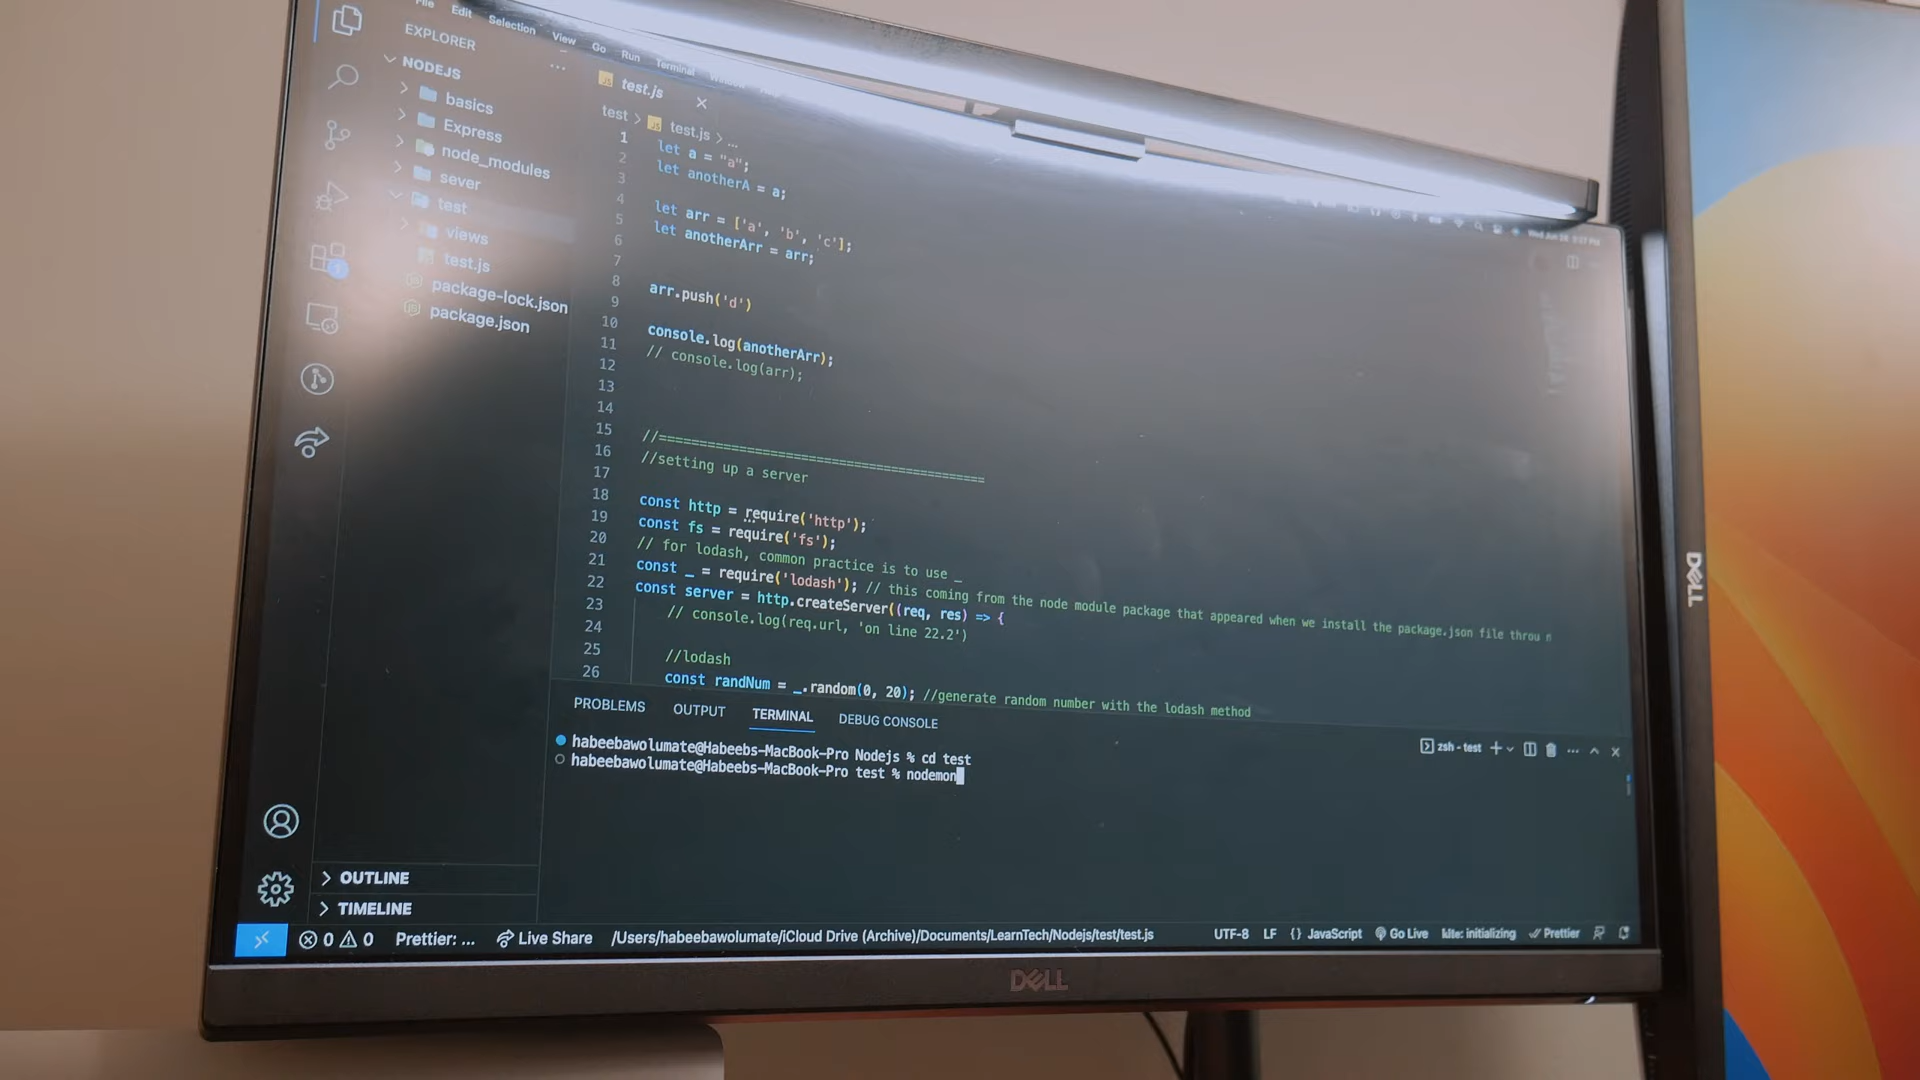 File Edit Selection View Go Run Terminal
EXPLORER
...
NODEJS
basics
Express
node_modules
sever
test
views
test.js
package-lock.json
package.json
OUTLINE
TIMELINE
test.js
test > test.js > ...
1 let a = "a";
2 let anotherA = a;
3
4 let arr = ['a', 'b', 'c'];
5 let anotherArr = arr;
6
7
8 arr.push('d')
9
10 console.log(anotherArr);
11 // console.log(arr);
12
13
14
15 //========================================
16 //setting up a server
17
18 const http = require('http');
19 const fs = require('fs');
20 // for lodash, common practice is to use _
21 const _ = require('lodash'); // this coming from the node module package that appeared when we install the package.json file throu n
22 const server = http.createServer((req, res) => {
23 // console.log(req.url, 'on line 22.2')
24
25 //lodash
26 const randNum = _.random(0, 20); //generate random number with the lodash method
PROBLEMS OUTPUT TERMINAL DEBUG CONSOLE
zsh - test
habeebawolumate@Habeebs-MacBook-Pro Nodejs % cd test
habeebawolumate@Habeebs-MacBook-Pro test % nodemon
0 0 Prettier: ... Live Share /Users/habeebawolumate/iCloud Drive (Archive)/Documents/LearnTech/Nodejs/test/test.js UTF-8 LF {} JavaScript Go Live kite: initializing Prettier
DELL
DELL